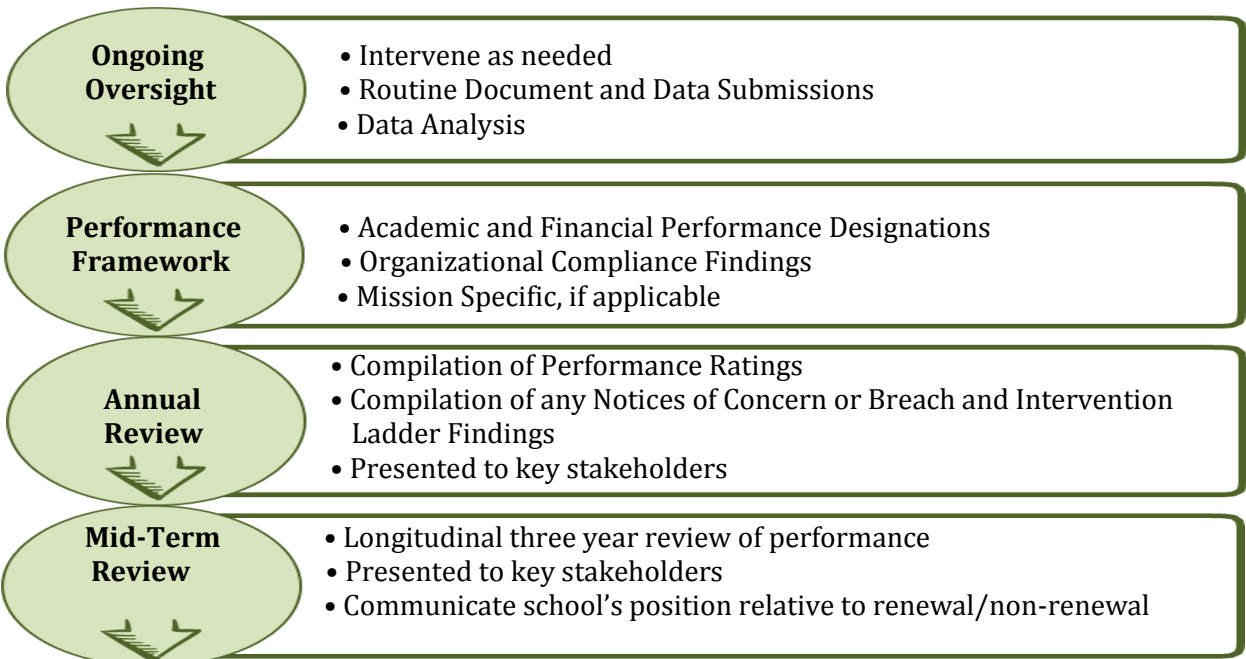 Ongoing
Oversight
• Intervene as needed
• Routine Document and Data Submissions
• Data Analysis
Performance
Framework
• Academic and Financial Performance Designations
• Organizational Compliance Findings
• Mission Specific, if applicable
Annual
Review
• Compilation of Performance Ratings
• Compilation of any Notices of Concern or Breach and Intervention
Ladder Findings
• Presented to key stakeholders
Mid-Term
Review
• Longitudinal three year review of performance
• Presented to key stakeholders
• Communicate school's position relative to renewal/non-renewal